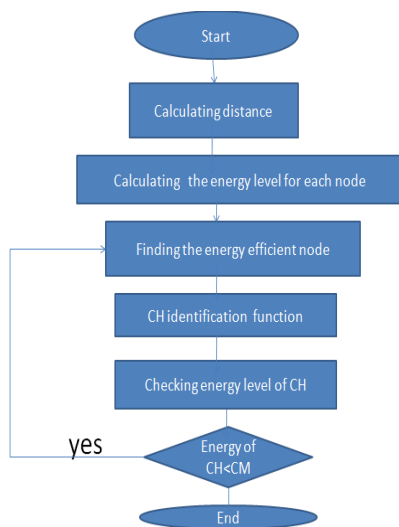 Start
Calculating distance
Calculating the energy level for each node
Finding the energy efficient node
CH identification function
Checking energy level of CH
yes
Energy of
CH<CM
End